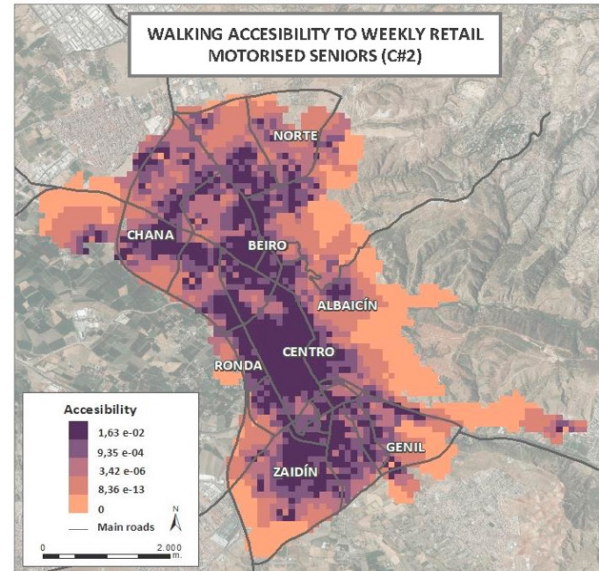 WALKING ACCESIBILITY TO WEEKLY RETAIL
MOTORISED SENIORS (C#2)
NORTE
CHANA
BEIRO
ALBAICÍN
CENTRO
RONDA
GENIL
ZAIDÍN
Accesibility
1,63 e-02
9,35 e-04
3,42 e-06
8,36 e-13
0
Main roads
N
0 2.000
m.